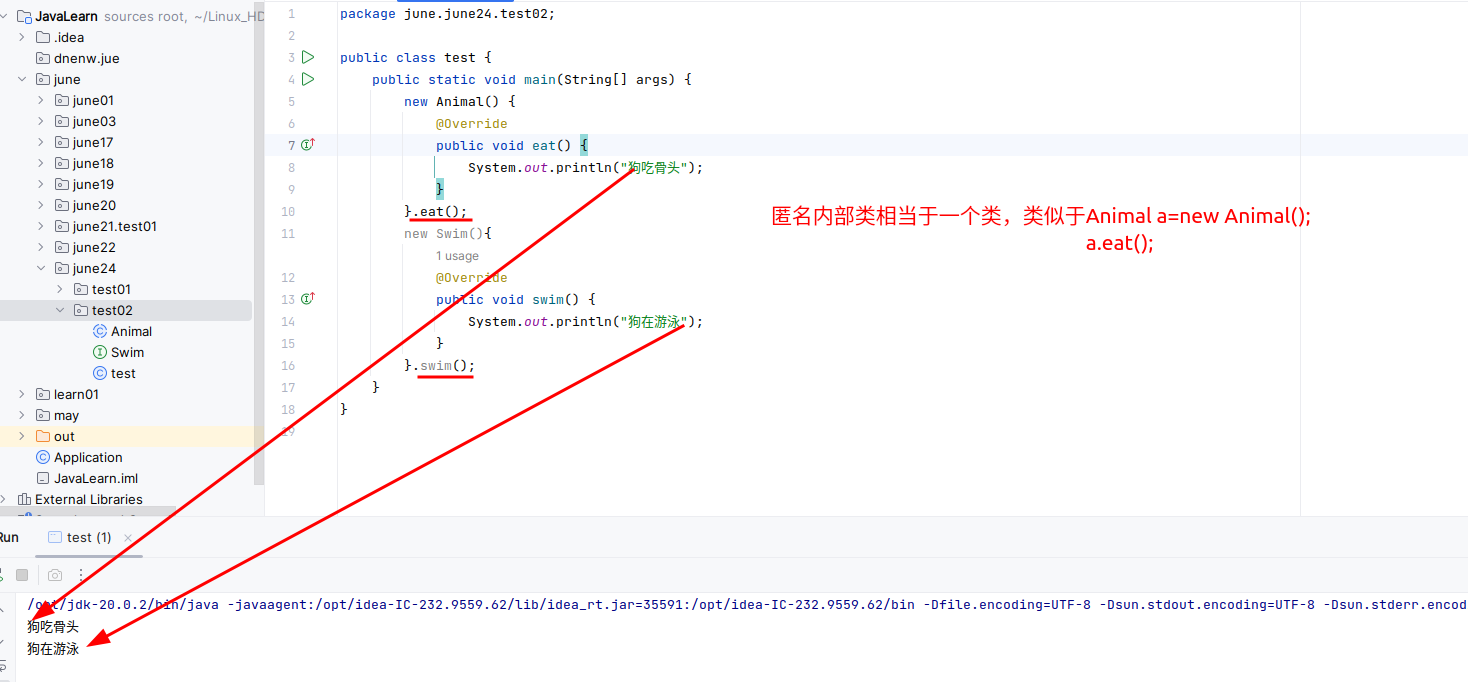 JavaLearn sources root, ~/Linux_HD
.idea
dnenw.jue
june
june01
june03
june17
june18
june19
june20
june21.test01
june22
june24
test01
test02
Animal
Swim
test
learn01
may
out
Application
JavaLearn.iml
External Libraries
1 package june.june24.test02;
2
3 public class test {
4 public static void main(String[] args) {
5 new Animal() {
6 @Override
7 public void eat() {
8 System.out.println("狗吃骨头");
9 }
10 }.eat();
11 new Swim(){
1 usage
12 @Override
13 public void swim() {
14 System.out.println("狗在游泳");
15 }
16 }.swim();
17 }
18 }
19
匿名内部类相当于一个类，类似于Animal a=new Animal();
a.eat();
Run test (1)
/opt/jdk-20.0.2/bin/java -javaagent:/opt/idea-IC-232.9559.62/lib/idea_rt.jar=35591:/opt/idea-IC-232.9559.62/bin -Dfile.encoding=UTF-8 -Dsun.stdout.encoding=UTF-8 -Dsun.stderr.encod
狗吃骨头
狗在游泳